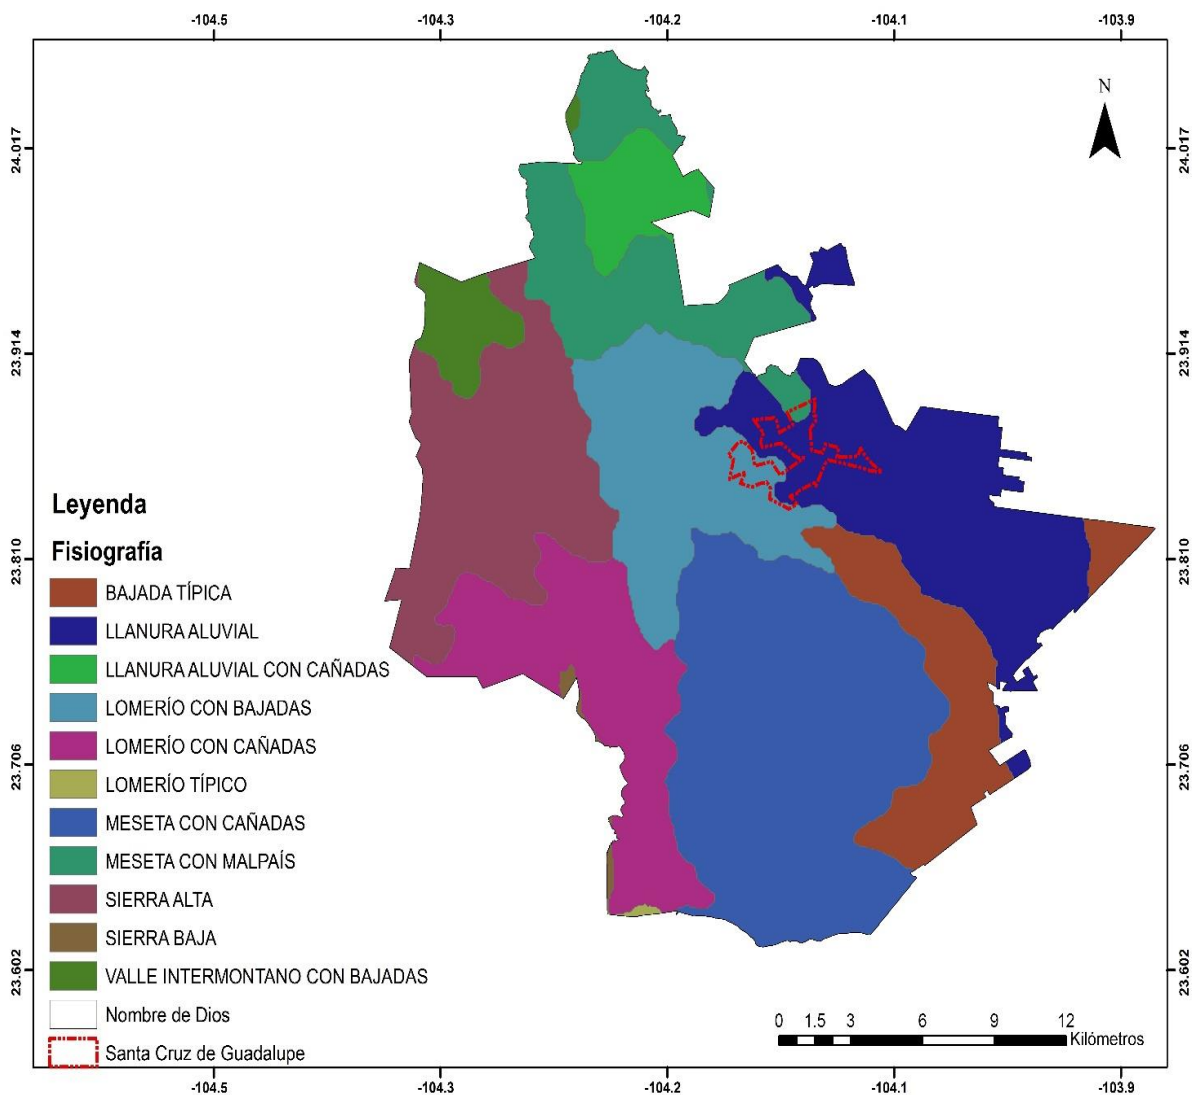 -104.5 -104.3 -104.2 -104.1 -103.9
N
24.017 24.017
23.914 23.914
23.810 23.810
23.706 23.706
23.602 23.602
Leyenda
Fisiografía
BAJADA TÍPICA
LLANURA ALUVIAL
LLANURA ALUVIAL CON CAÑADAS
LOMERÍO CON BAJADAS
LOMERÍO CON CAÑADAS
LOMERÍO TÍPICO
MESETA CON CAÑADAS
MESETA CON MALPAÍS
SIERRA ALTA
SIERRA BAJA
VALLE INTERMONTANO CON BAJADAS
Nombre de Dios
Santa Cruz de Guadalupe
0 1.5 3 6 9 12
Kilómetros
-104.5 -104.3 -104.2 -104.1 -103.9